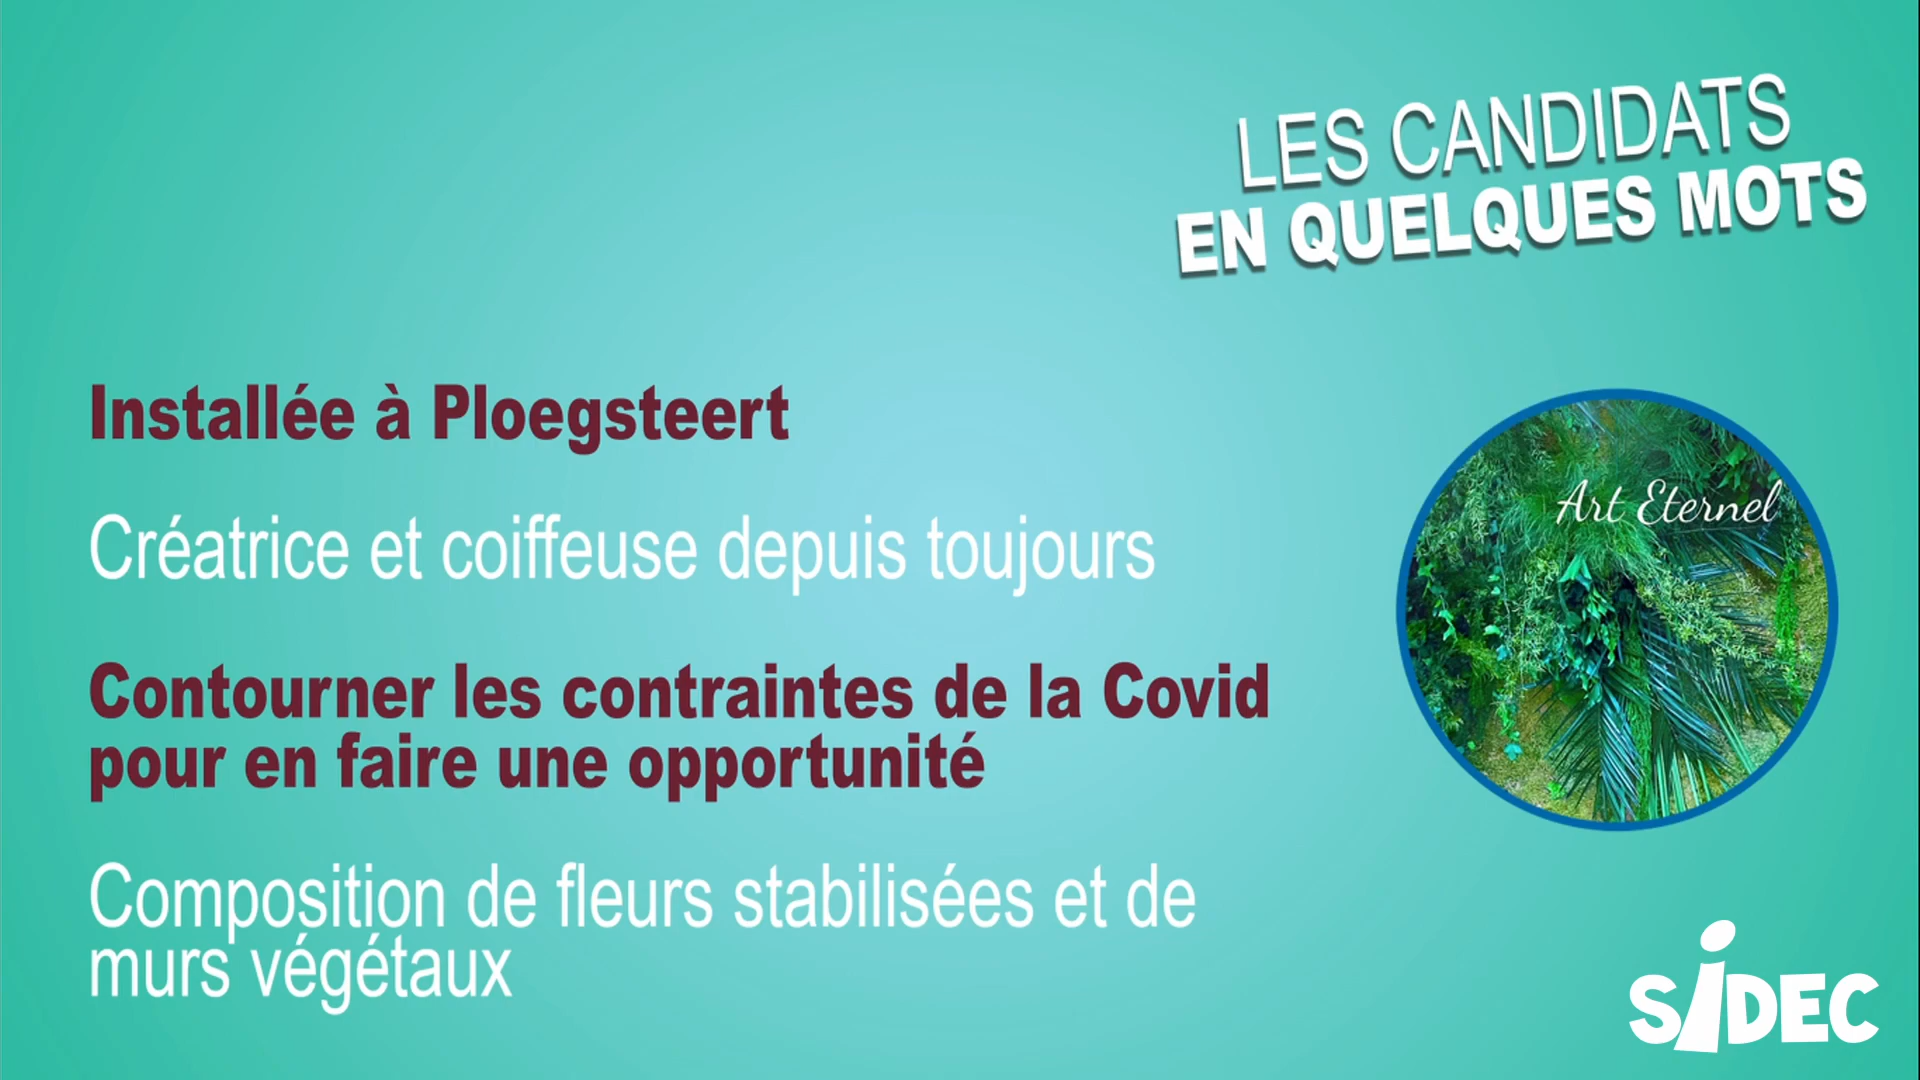 LES CANDIDATS
EN QUELQUES MOTS
Installée à Ploegsteert
Créatrice et coiffeuse depuis toujours
Contourner les contraintes de la Covid
pour en faire une opportunité
Composition de fleurs stabilisées et de
murs végétaux
Art Eternel
SiDEC